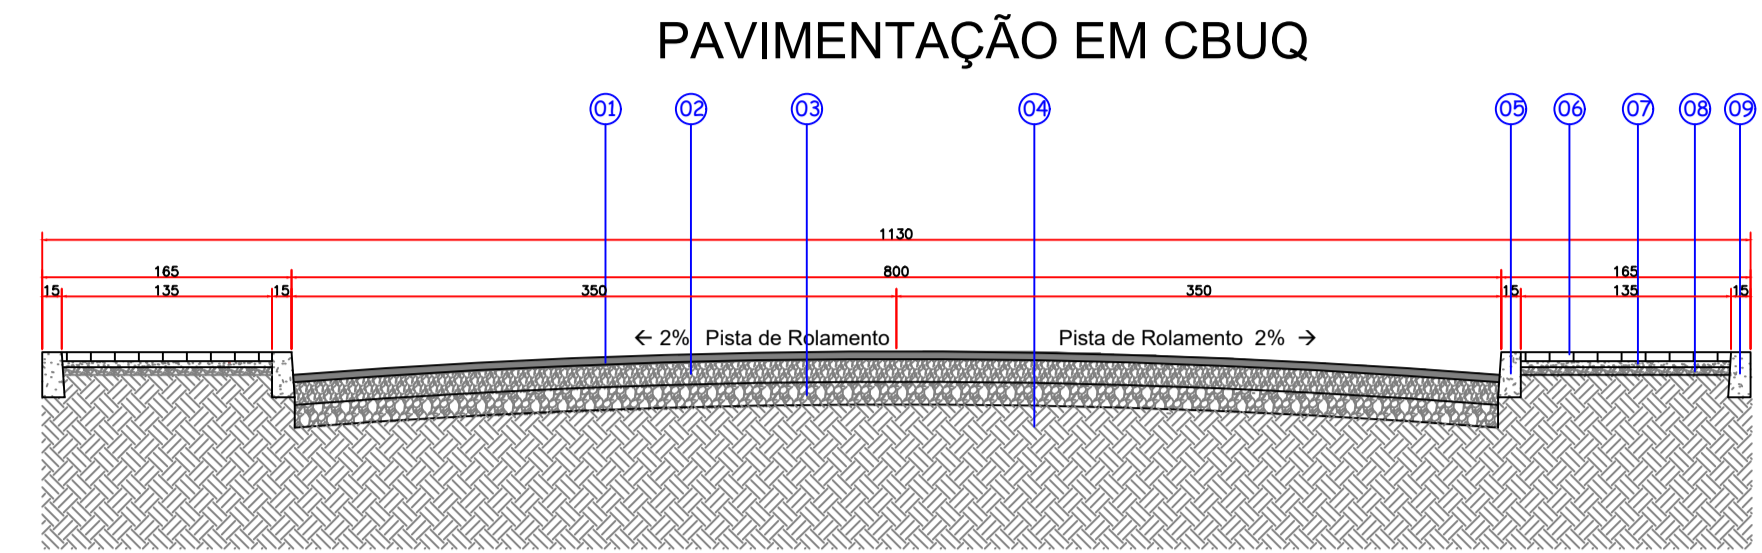 PAVIMENTAÇÃO EM CBUQ
01 02 03 04 05 06 07 08 09
1130
165 800 165
15 135 15 350 350 15 135 15
← 2% Pista de Rolamento Pista de Rolamento 2% →